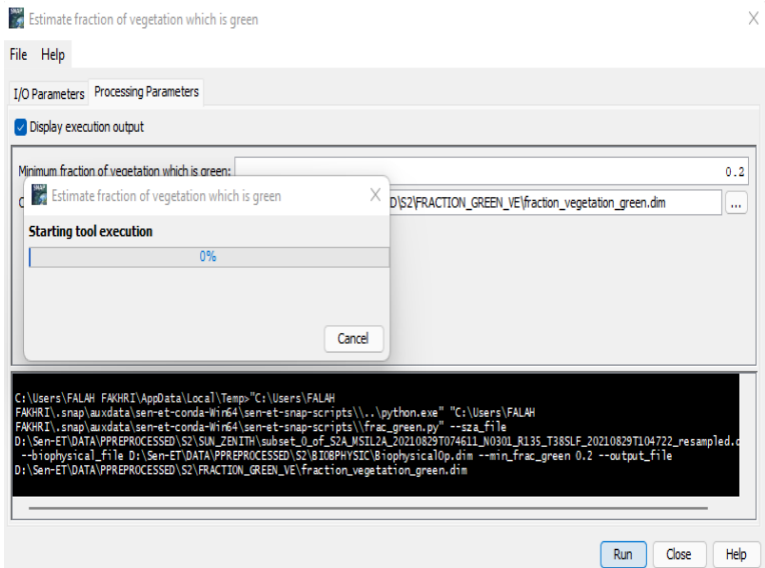 Estimate fraction of vegetation which is green
File Help
I/O Parameters Processing Parameters
Display execution output
Minimum fraction of vegetation which is green: 0.2
D\S2\FRACTION_GREEN_VE\fraction_vegetation_green.dim ...
SNAP Estimate fraction of vegetation which is green
Starting tool execution
0%
Cancel
C:\Users\FALAH FAKHRI\AppData\Local\Temp>"C:\Users\FALAH
FAKHRI\.snap\auxdata\sen-et-conda-Win64\sen-et-snap-scripts\\..\python.exe" "C:\Users\FALAH
FAKHRI\.snap\auxdata\sen-et-conda-Win64\sen-et-snap-scripts\\frac_green.py" --sza_file
D:\Sen-ET\DATA\PPREPROCESSED\S2\SUN_ZENITH\subset_0_of_S2A_MSIL2A_20210829T074611_N0301_R135_T38SLF_20210829T104722_resampled.d
--biophysical_file D:\Sen-ET\DATA\PPREPROCESSED\S2\BIOBPHYSIC\BiophysicalOp.dim --min_frac_green 0.2 --output_file
D:\Sen-ET\DATA\PPREPROCESSED\S2\FRACTION_GREEN_VE\fraction_vegetation_green.dim
Run Close Help